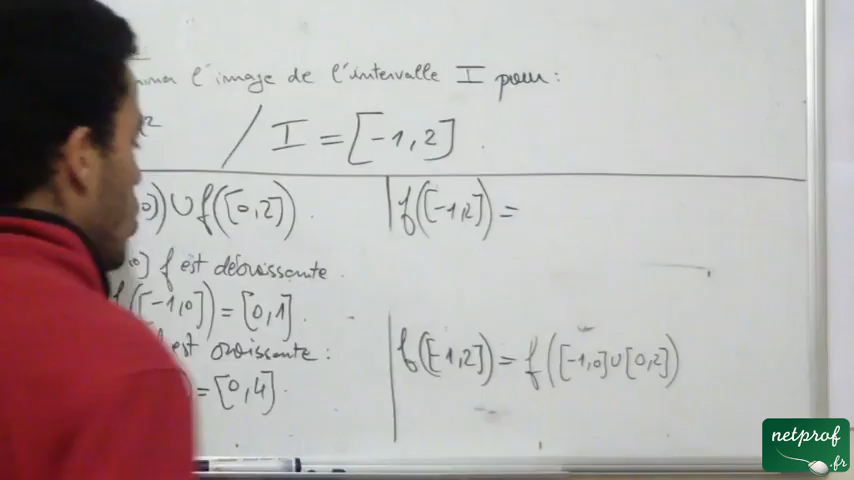 l'image de l'intervalle I pour:
/ I = [-1,2]
0)) ∪ f([0,2]).
f([-1,2]) =
f est décroissante.
f([-1,0]) = [0,1].
est croissante:
f([-1,2]) = f([-1,0]∪[0,2])
) = [0,4].
netprof
.fr